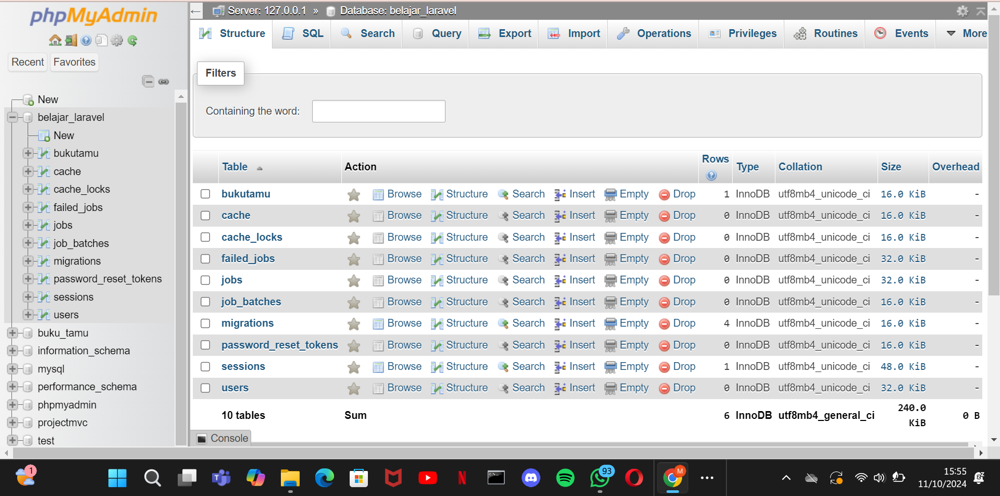 phpMyAdmin
Recent Favorites
New
belajar_laravel
New
bukutamu
cache
cache_locks
failed_jobs
jobs
job_batches
migrations
password_reset_tokens
sessions
users
buku_tamu
information_schema
mysql
performance_schema
phpmyadmin
projectmvc
test
Server: 127.0.0.1 » Database: belajar_laravel
Structure SQL Search Query Export Import Operations Privileges Routines Events More
Filters
Containing the word:
Table Action Rows Type Collation Size Overhead
bukutamu Browse Structure Search Insert Empty Drop 1 InnoDB utf8mb4_unicode_ci 16.0 KiB -
cache Browse Structure Search Insert Empty Drop 0 InnoDB utf8mb4_unicode_ci 16.0 KiB -
cache_locks Browse Structure Search Insert Empty Drop 0 InnoDB utf8mb4_unicode_ci 16.0 KiB -
failed_jobs Browse Structure Search Insert Empty Drop 0 InnoDB utf8mb4_unicode_ci 32.0 KiB -
jobs Browse Structure Search Insert Empty Drop 0 InnoDB utf8mb4_unicode_ci 32.0 KiB -
job_batches Browse Structure Search Insert Empty Drop 0 InnoDB utf8mb4_unicode_ci 16.0 KiB -
migrations Browse Structure Search Insert Empty Drop 4 InnoDB utf8mb4_unicode_ci 16.0 KiB -
password_reset_tokens Browse Structure Search Insert Empty Drop 0 InnoDB utf8mb4_unicode_ci 16.0 KiB -
sessions Browse Structure Search Insert Empty Drop 1 InnoDB utf8mb4_unicode_ci 48.0 KiB -
users Browse Structure Search Insert Empty Drop 0 InnoDB utf8mb4_unicode_ci 32.0 KiB -
10 tables Sum 6 InnoDB utf8mb4_general_ci 240.0 KiB 0 B
Console
1
93
M
15:55
11/10/2024